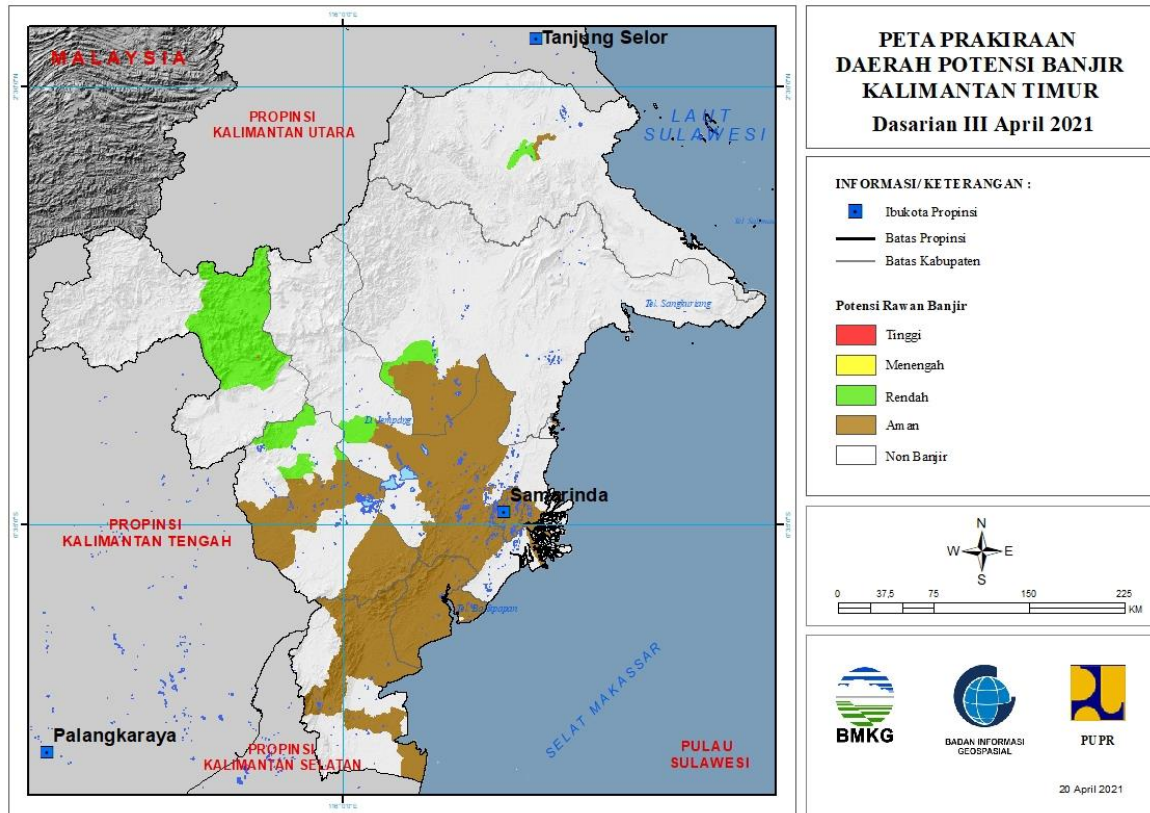 MALAYSIA
Tanjung Selor
PROPINSI
KALIMANTAN UTARA
LAUT
SULAWESI
Tel. Sangkuriang
D. Jempang
Samarinda
PROPINSI
KALIMANTAN TENGAH
Tel. Balikpapan
SELAT MAKASSAR
Palangkaraya
PROPINSI
KALIMANTAN SELATAN
PULAU
SULAWESI
PETA PRAKIRAAN
DAERAH POTENSI BANJIR
KALIMANTAN TIMUR
Dasarian III April 2021
INFORMASI/ KETERANGAN :
Ibukota Propinsi
Batas Propinsi
Batas Kabupaten
Potensi Rawan Banjir
Tinggi
Menengah
Rendah
Aman
Non Banjir
N
W E
S
0 37,5 75 150 225
KM
BMKG
BADAN INFORMASI
GEOSPASIAL
PUPR
20 April 2021